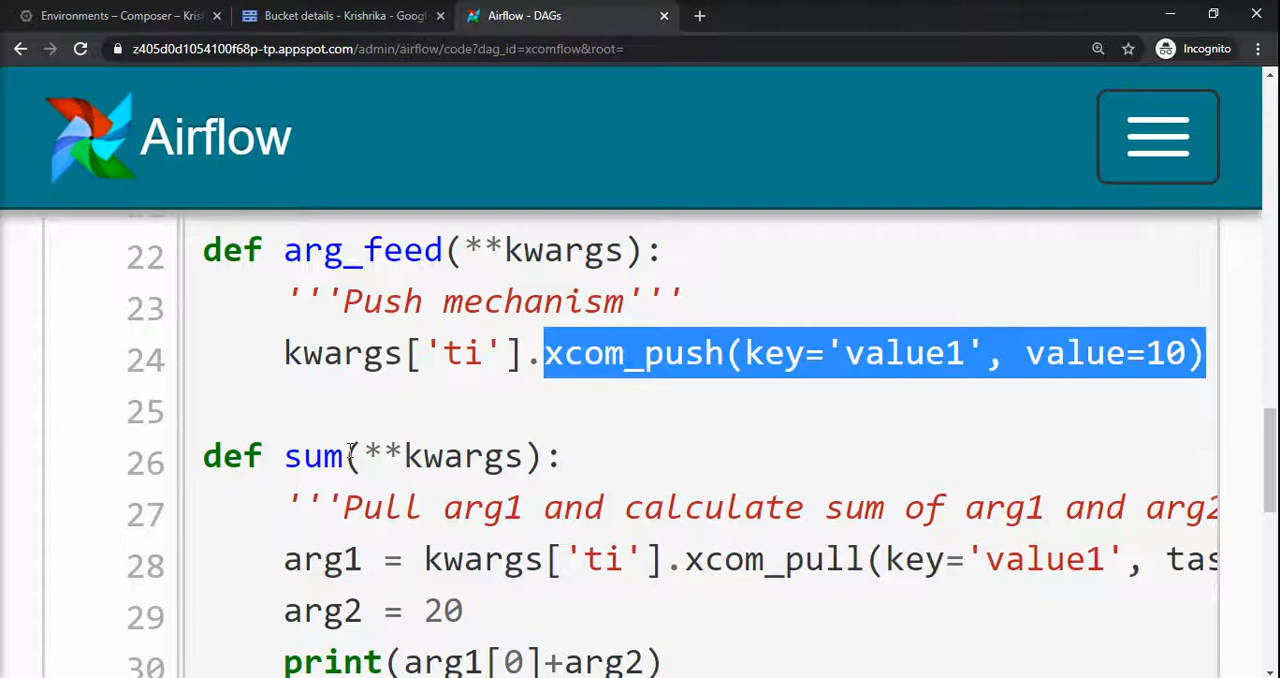 Environments – Composer – Kris
Bucket details - Krishrika - Googl
Airflow - DAGs
z405d0d1054100f68p-tp.appspot.com/admin/airflow/code?dag_id=xcomflow&root=
Incognito
Airflow
22 def arg_feed(**kwargs):
23 '''Push mechanism'''
24 kwargs['ti'].xcom_push(key='value1', value=10)
25
26 def sum(**kwargs):
27 '''Pull arg1 and calculate sum of arg1 and arg2
28 arg1 = kwargs['ti'].xcom_pull(key='value1', tas
29 arg2 = 20
30 print(arg1[0]+arg2)